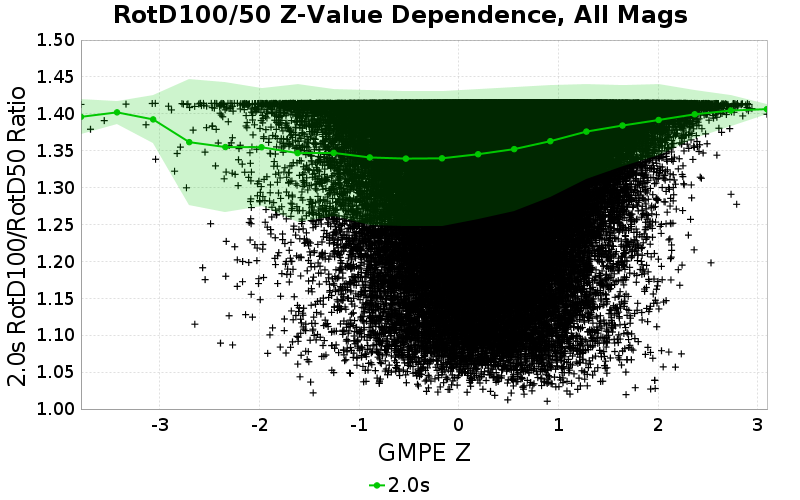 RotD100/50 Z-Value Dependence, All Mags
2.0s RotD100/RotD50 Ratio
1.50
1.45
1.40
1.35
1.30
1.25
1.20
1.15
1.10
1.05
1.00
-3 -2 -1 0 1 2 3
GMPE Z
2.0s